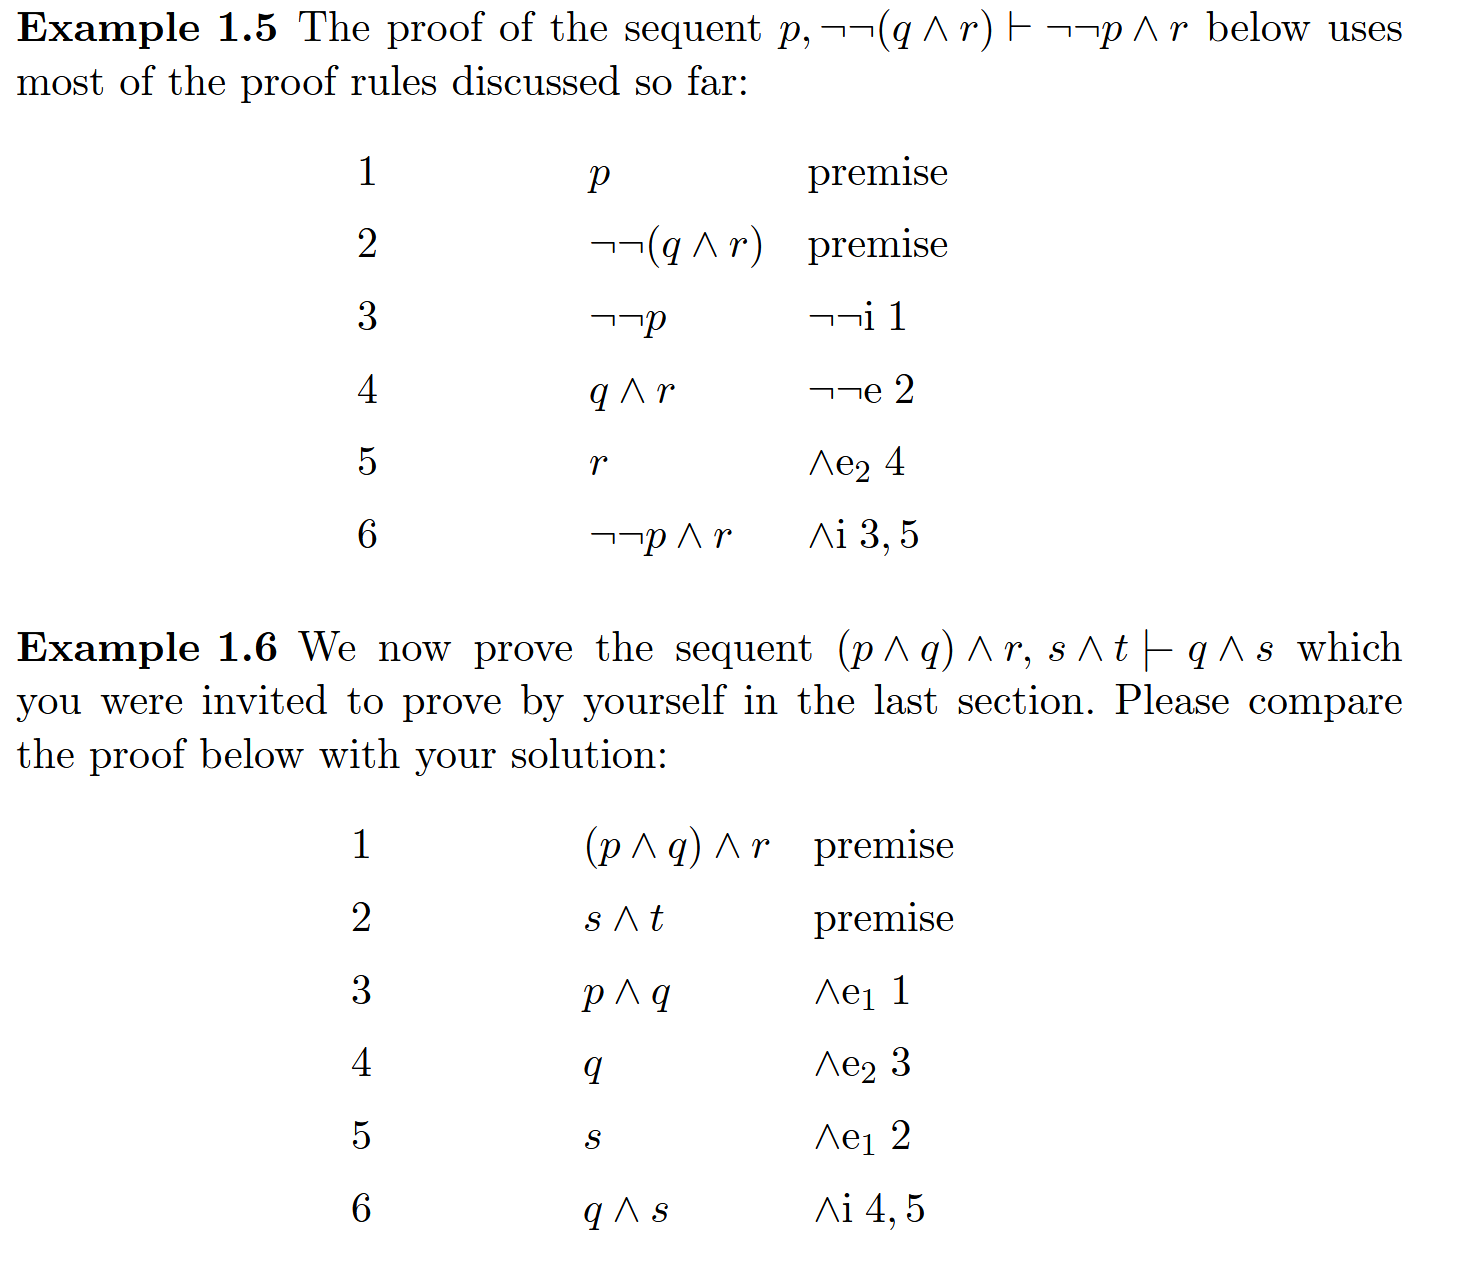 Example 1.5 The proof of the sequent p, ¬¬(q ∧ r) ⊢ ¬¬p ∧ r below uses
most of the proof rules discussed so far:
1 p premise
2 ¬¬(q ∧ r) premise
3 ¬¬p ¬¬i 1
4 q ∧ r ¬¬e 2
5 r ∧e₂ 4
6 ¬¬p ∧ r ∧i 3, 5
Example 1.6 We now prove the sequent (p ∧ q) ∧ r, s ∧ t ⊢ q ∧ s which
you were invited to prove by yourself in the last section. Please compare
the proof below with your solution:
1 (p ∧ q) ∧ r premise
2 s ∧ t premise
3 p ∧ q ∧e₁ 1
4 q ∧e₂ 3
5 s ∧e₁ 2
6 q ∧ s ∧i 4, 5